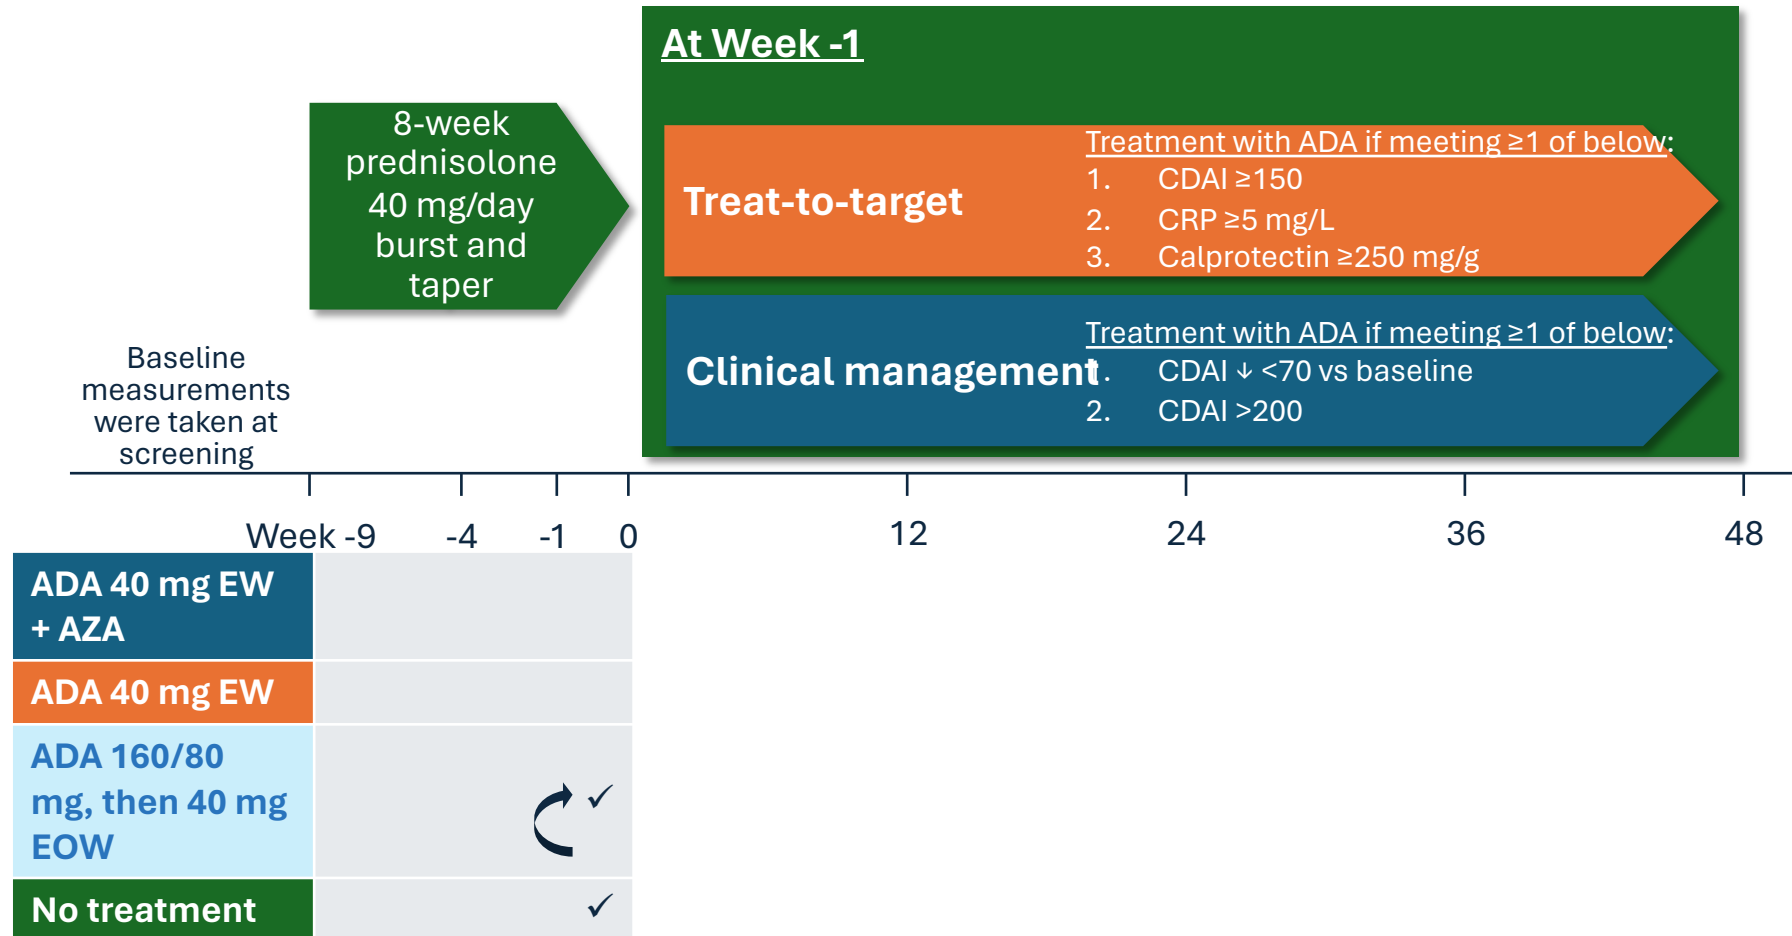 At Week -1
8-week
prednisolone
40 mg/day
burst and
taper
Treat-to-target
Treatment with ADA if meeting ≥1 of below:
1. CDAI ≥150
2. CRP ≥5 mg/L
3. Calprotectin ≥250 mg/g
Clinical management
Treatment with ADA if meeting ≥1 of below:
1. CDAI ↓ <70 vs baseline
2. CDAI >200
Baseline
measurements
were taken at
screening
Week -9 -4 -1 0 12 24 36 48
ADA 40 mg EW
+ AZA
ADA 40 mg EW
ADA 160/80
mg, then 40 mg
EOW
✓
No treatment ✓